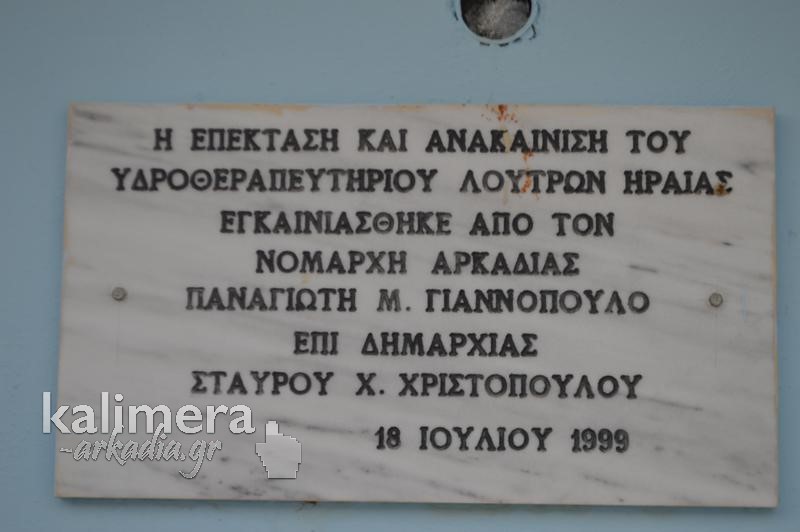 Η ΕΠΕΚΤΑΣΗ ΚΑΙ ΑΝΑΚΑΙΝΙΣΗ ΤΟΥ
ΥΔΡΟΘΕΡΑΠΕΥΤΗΡΙΟΥ ΛΟΥΤΡΩΝ ΗΡΑΙΑΣ
ΕΓΚΑΙΝΙΑΣΘΗΚΕ ΑΠΟ ΤΟΝ
ΝΟΜΑΡΧΗ ΑΡΚΑΔΙΑΣ
ΠΑΝΑΓΙΩΤΗ Μ. ΓΙΑΝΝΟΠΟΥΛΟ
ΕΠΙ ΔΗΜΑΡΧΙΑΣ
ΣΤΑΥΡΟΥ Χ. ΧΡΙΣΤΟΠΟΥΛΟΥ
18 ΙΟΥΛΙΟΥ 1999
kalimera
-arkadia.gr